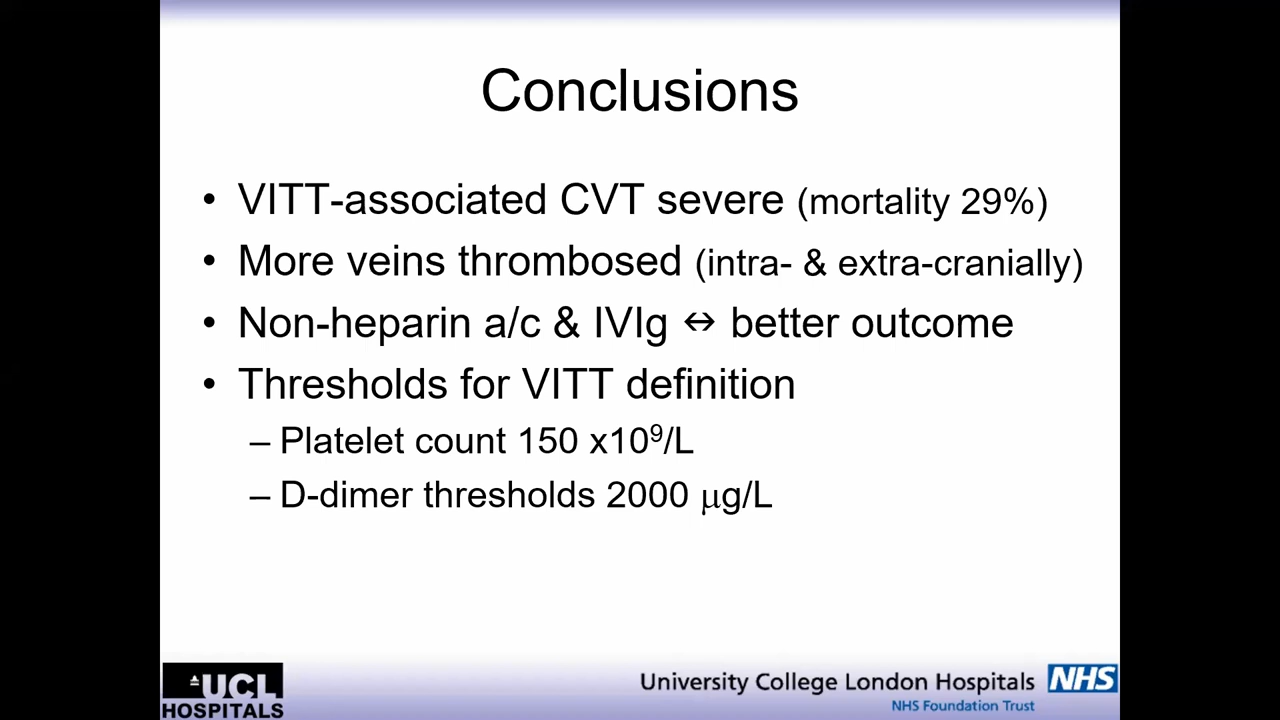 Conclusions
• VITT-associated CVT severe (mortality 29%)
• More veins thrombosed (intra- & extra-cranially)
• Non-heparin a/c & IVIg ↔ better outcome
• Thresholds for VITT definition
– Platelet count 150 x10⁹/L
– D-dimer thresholds 2000 μg/L
UCL
HOSPITALS
University College London Hospitals NHS
NHS Foundation Trust